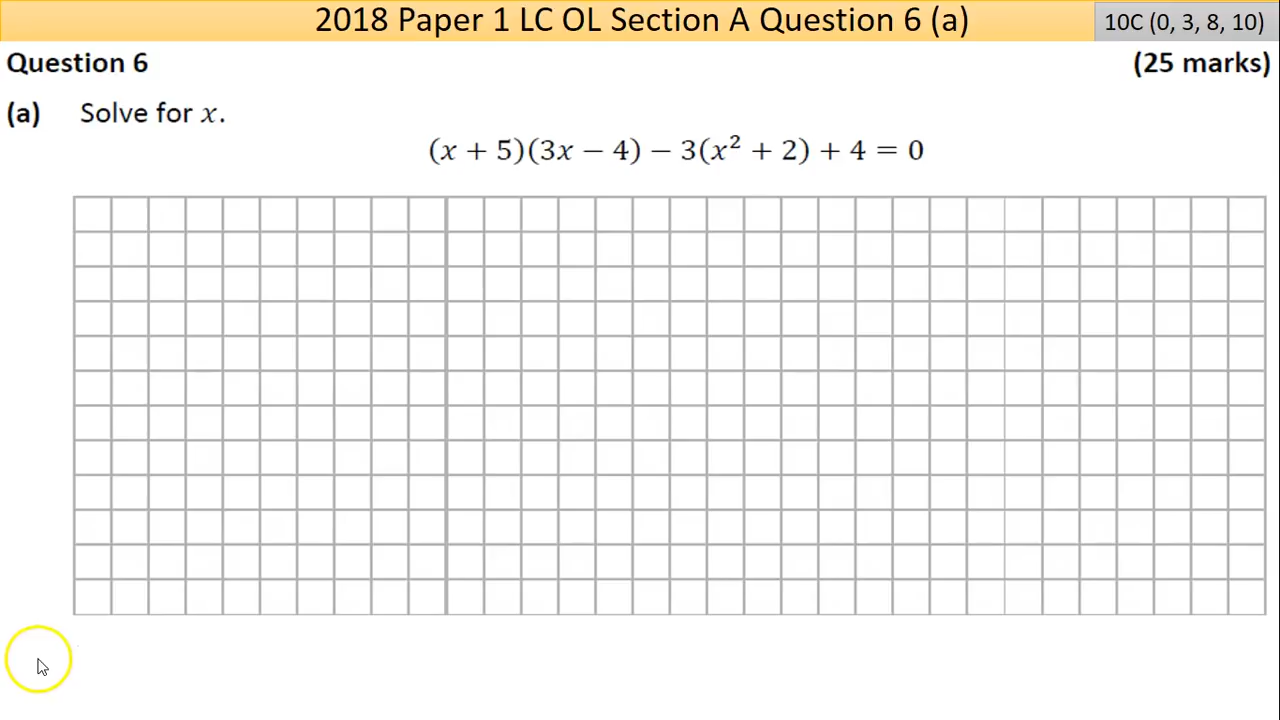 2018 Paper 1 LC OL Section A Question 6 (a)
10C (0, 3, 8, 10)
Question 6
(25 marks)
(a) Solve for x.
(x + 5)(3x − 4) − 3(x² + 2) + 4 = 0